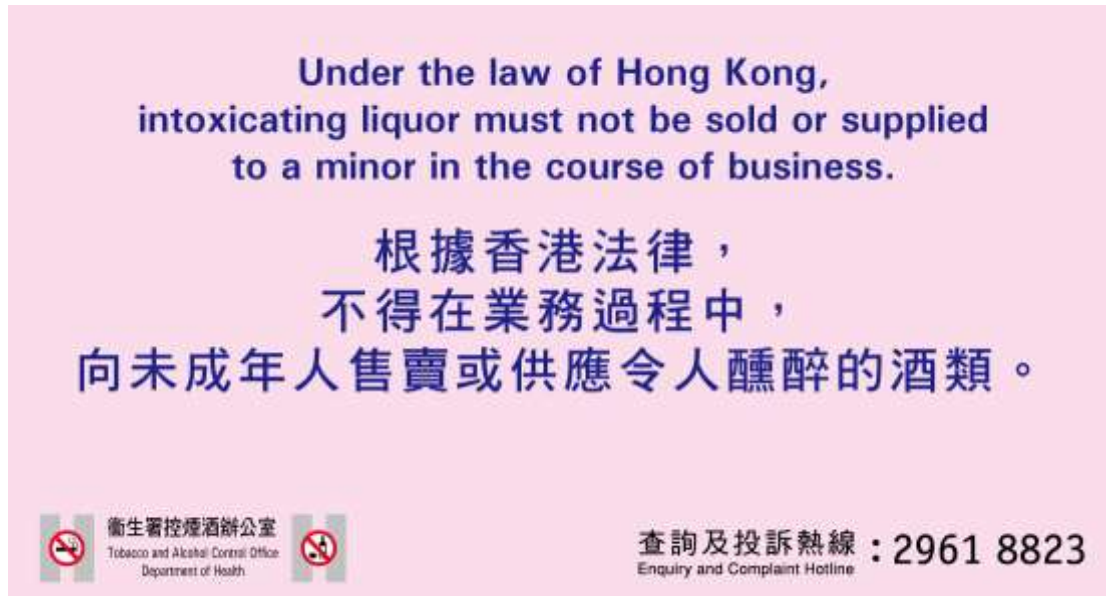 Under the law of Hong Kong,
intoxicating liquor must not be sold or supplied
to a minor in the course of business.
根據香港法律，
不得在業務過程中，
向未成年人售賣或供應令人醺醉的酒類。
衞生署控煙酒辦公室
Tobacco and Alcohol Control Office
Department of Health
查詢及投訴熱線：2961 8823
Enquiry and Complaint Hotline